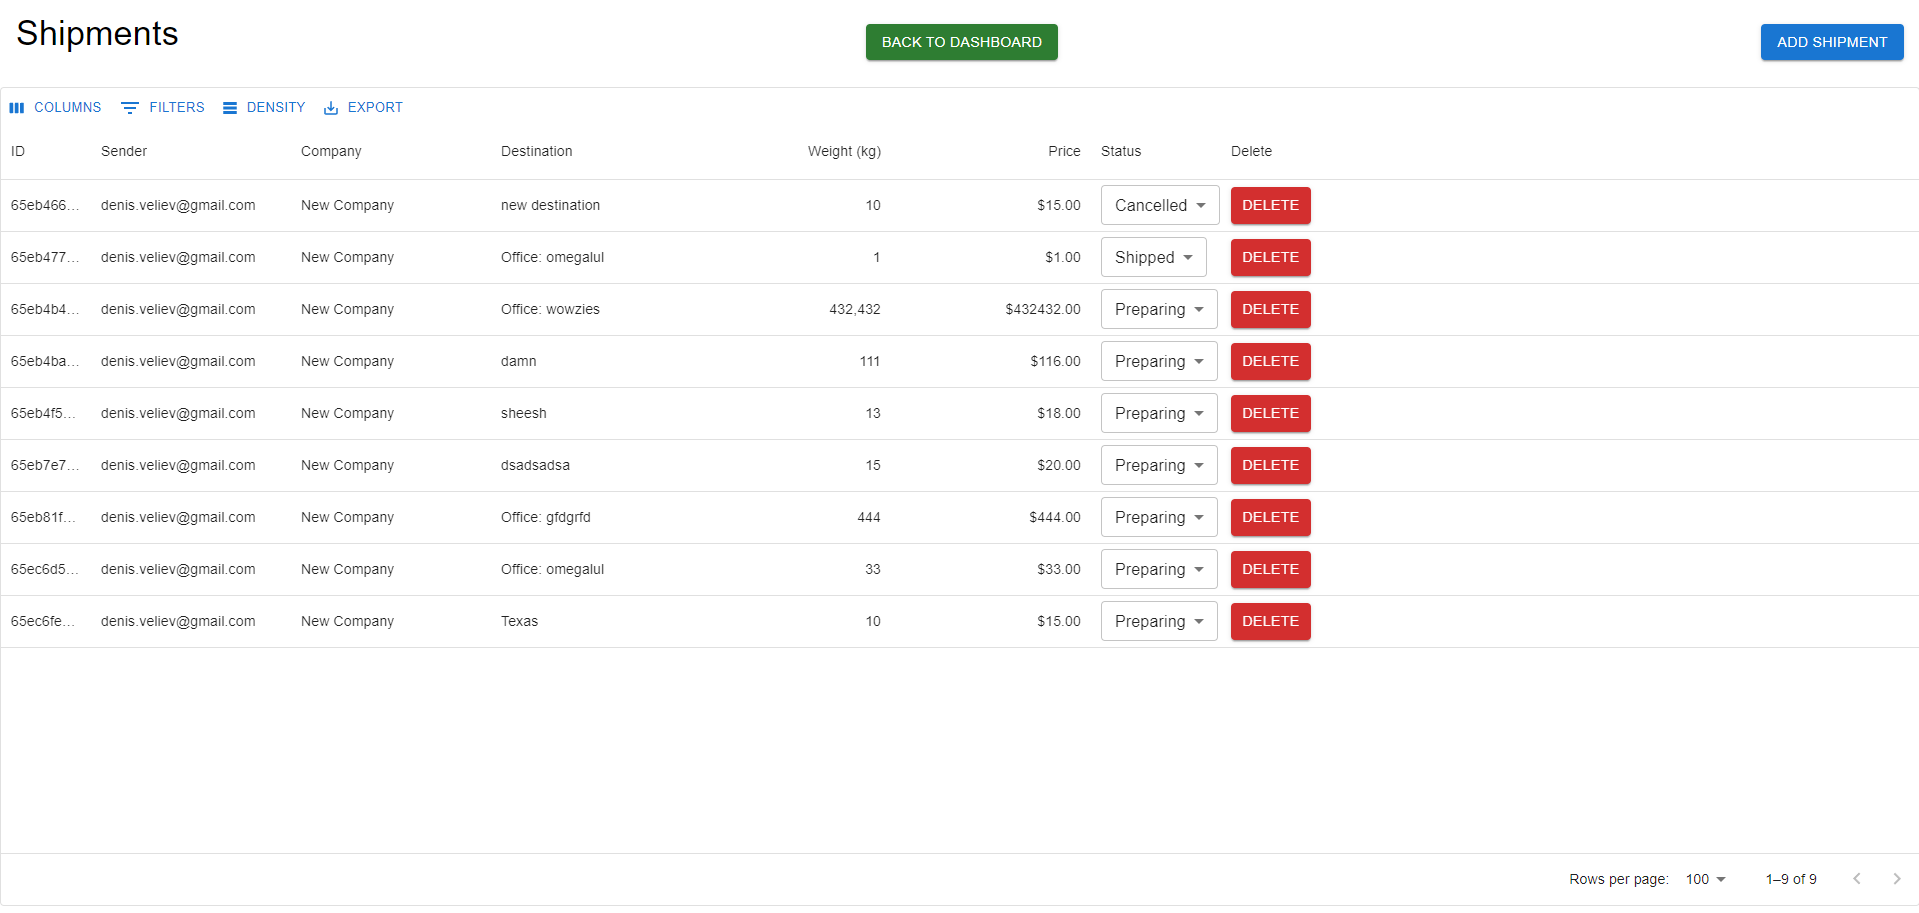 Shipments
BACK TO DASHBOARD
ADD SHIPMENT
COLUMNS FILTERS DENSITY EXPORT
ID Sender Company Destination Weight (kg) Price Status Delete
65eb466... denis.veliev@gmail.com New Company new destination 10 $15.00 Cancelled DELETE
65eb477... denis.veliev@gmail.com New Company Office: omegalul 1 $1.00 Shipped DELETE
65eb4b4... denis.veliev@gmail.com New Company Office: wowzies 432,432 $432432.00 Preparing DELETE
65eb4ba... denis.veliev@gmail.com New Company damn 111 $116.00 Preparing DELETE
65eb4f5... denis.veliev@gmail.com New Company sheesh 13 $18.00 Preparing DELETE
65eb7e7... denis.veliev@gmail.com New Company dsadsadsa 15 $20.00 Preparing DELETE
65eb81f... denis.veliev@gmail.com New Company Office: gfdgrfd 444 $444.00 Preparing DELETE
65ec6d5... denis.veliev@gmail.com New Company Office: omegalul 33 $33.00 Preparing DELETE
65ec6fe... denis.veliev@gmail.com New Company Texas 10 $15.00 Preparing DELETE
Rows per page: 100 1–9 of 9